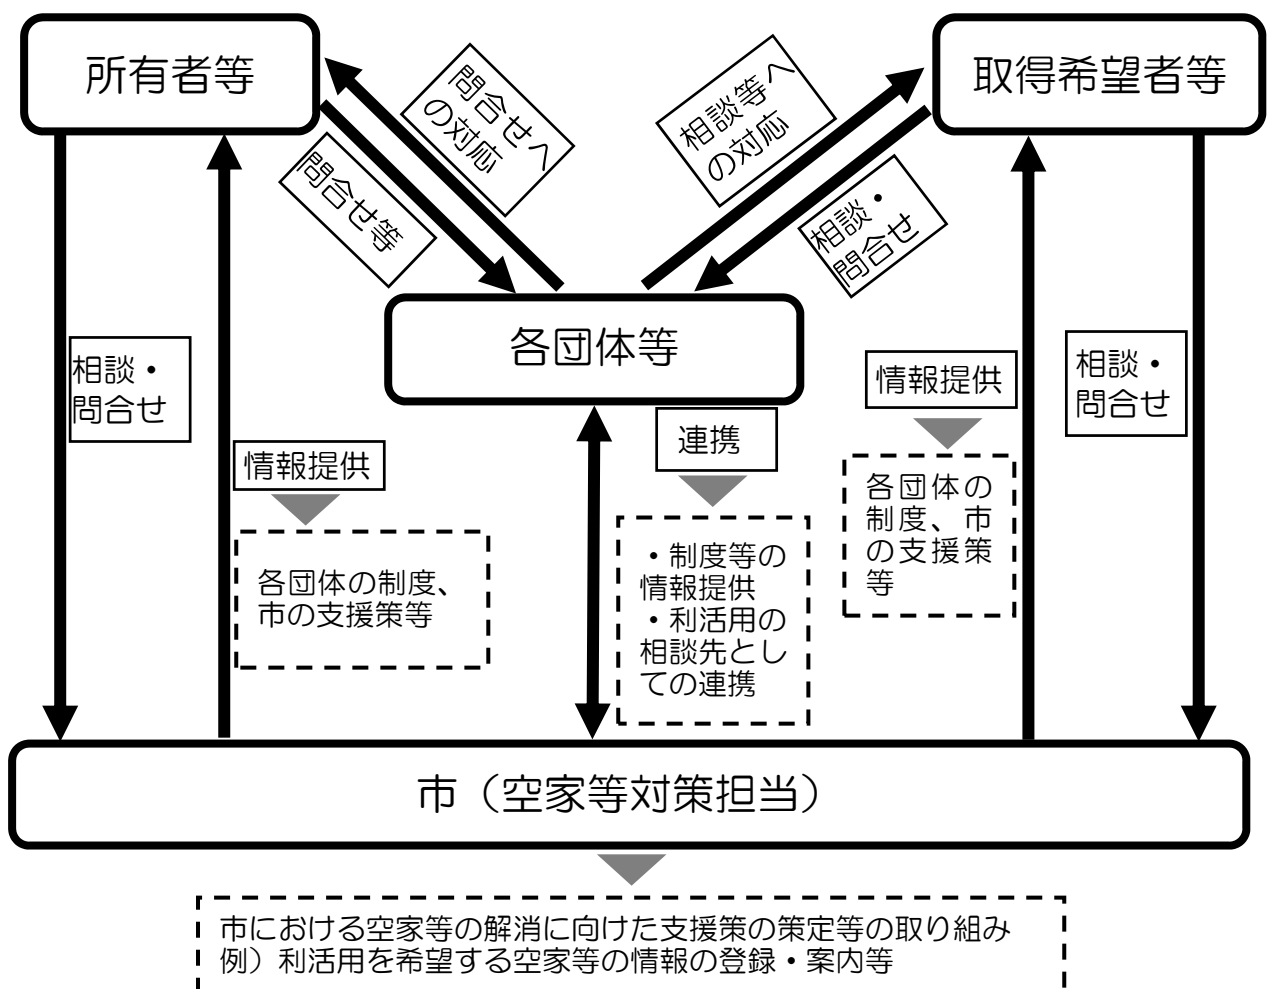 所有者等
取得希望者等
問合せへ
の対応
問合せ等
相談等へ
の対応
相談・
問合せ
各団体等
相談・
問合せ
情報提供
各団体の制度、
市の支援策等
連携
・制度等の
情報提供
・利活用の
相談先とし
ての連携
情報提供
各団体の
制度、市
の支援策
等
相談・
問合せ
市（空家等対策担当）
市における空家等の解消に向けた支援策の策定等の取り組み
例）利活用を希望する空家等の情報の登録・案内等